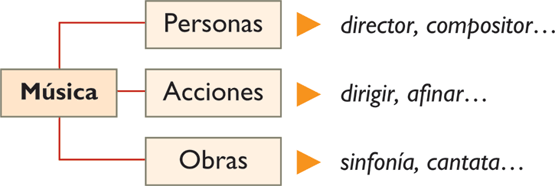 Personas
director, compositor…
Música
Acciones
dirigir, afinar…
Obras
sinfonía, cantata…